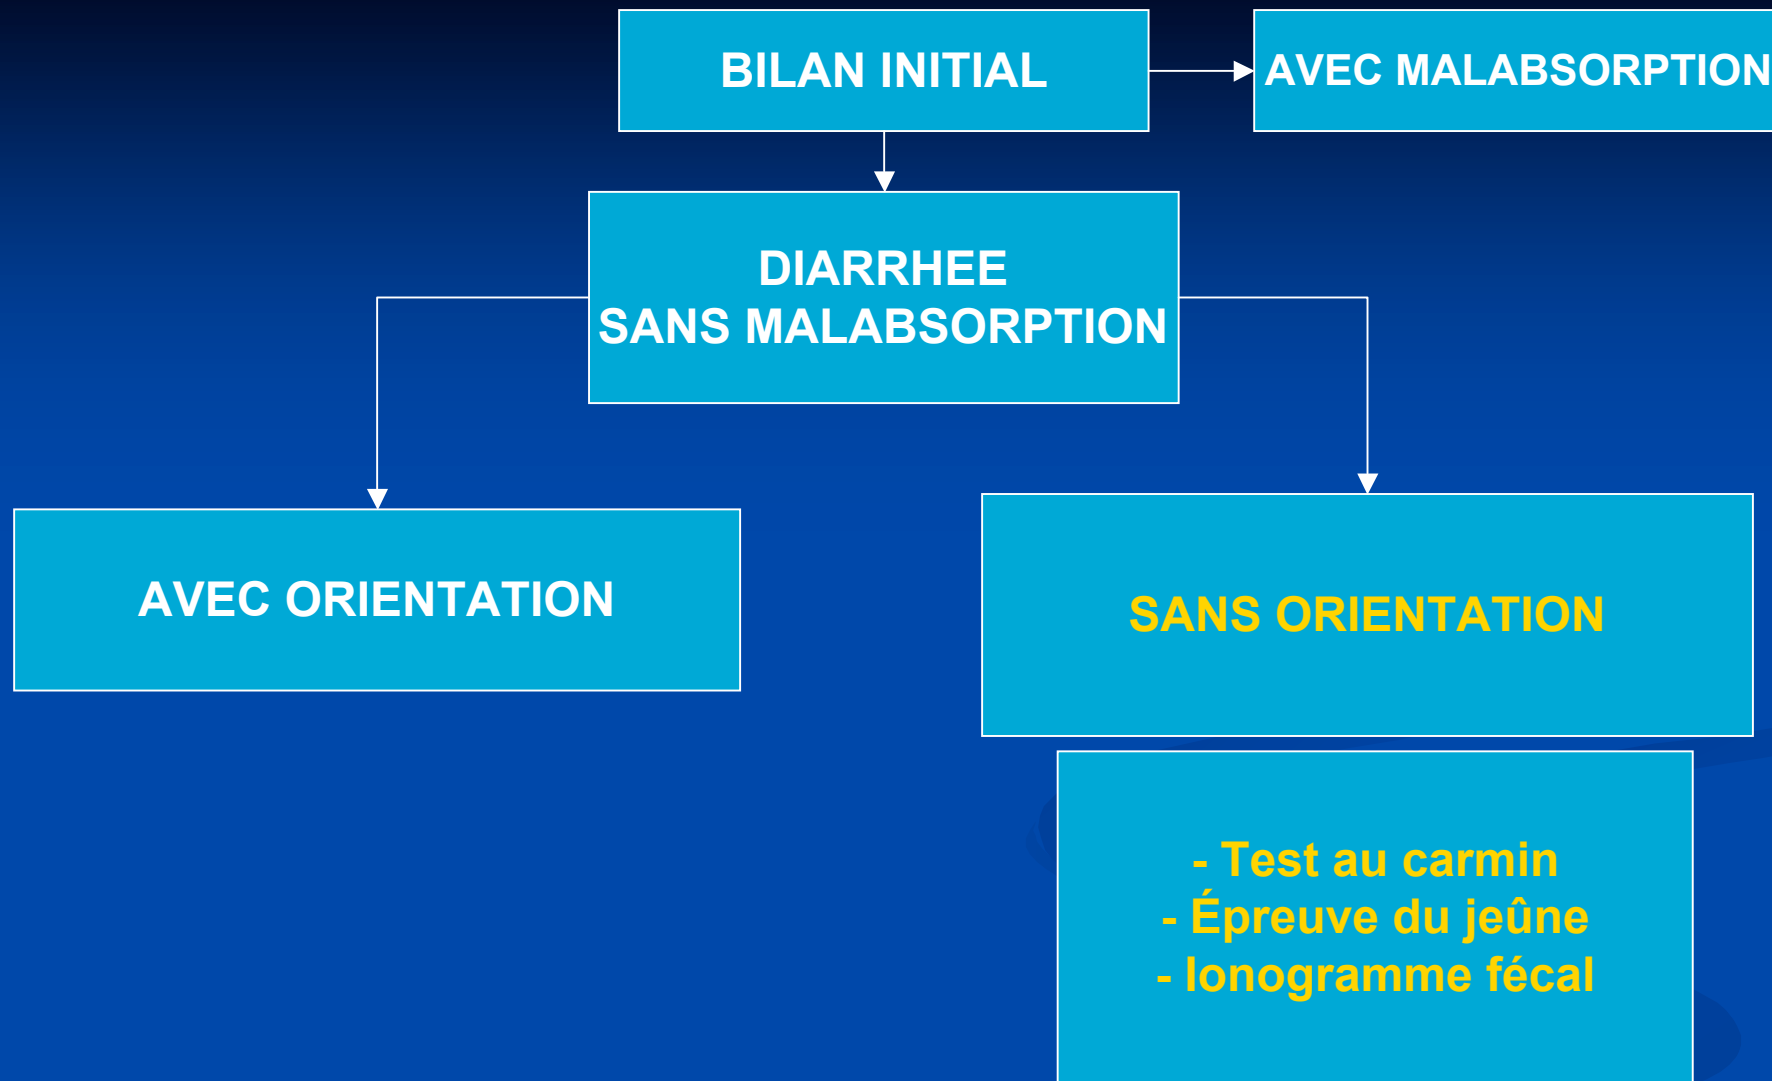 BILAN INITIAL
AVEC MALABSORPTION
DIARRHEE
SANS MALABSORPTION
AVEC ORIENTATION
SANS ORIENTATION
- Test au carmin
- Épreuve du jeûne
- Ionogramme fécal